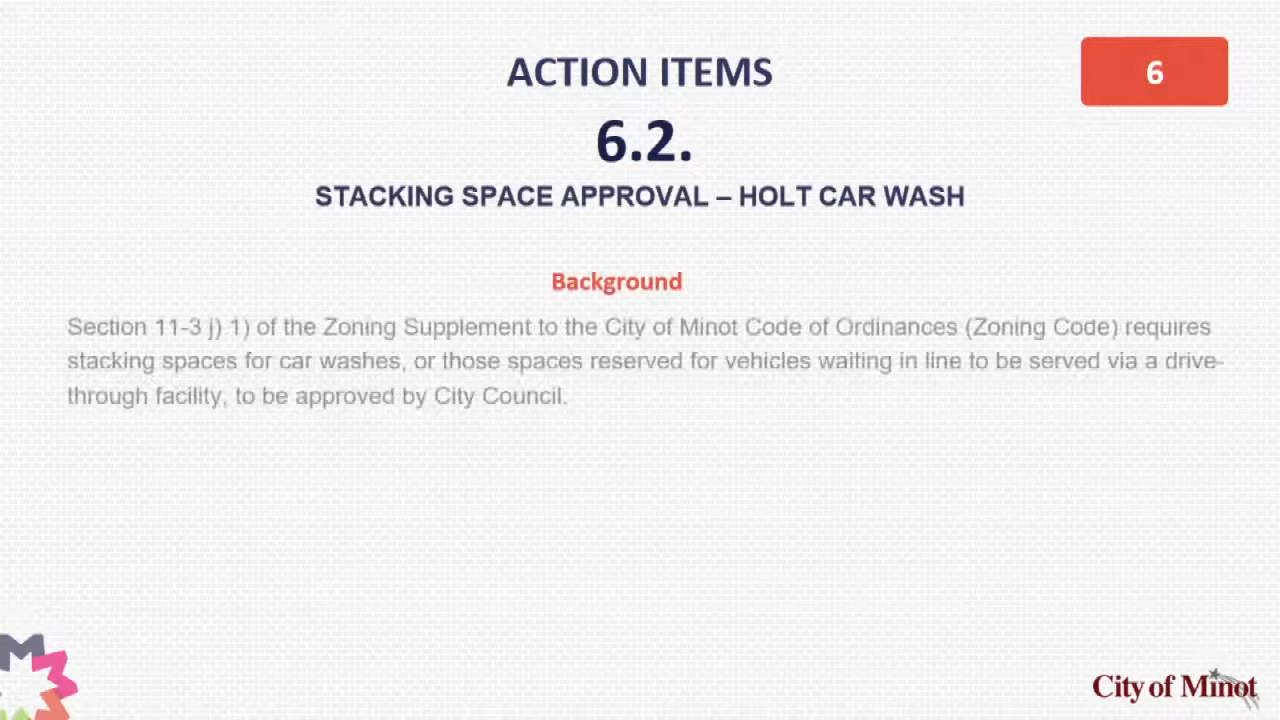 ACTION ITEMS
6
6.2.
STACKING SPACE APPROVAL – HOLT CAR WASH
Background
Section 11-3 j) 1) of the Zoning Supplement to the City of Minot Code of Ordinances (Zoning Code) requires
stacking spaces for car washes, or those spaces reserved for vehicles waiting in line to be served via a drive-
through facility, to be approved by City Council.
City of Minot